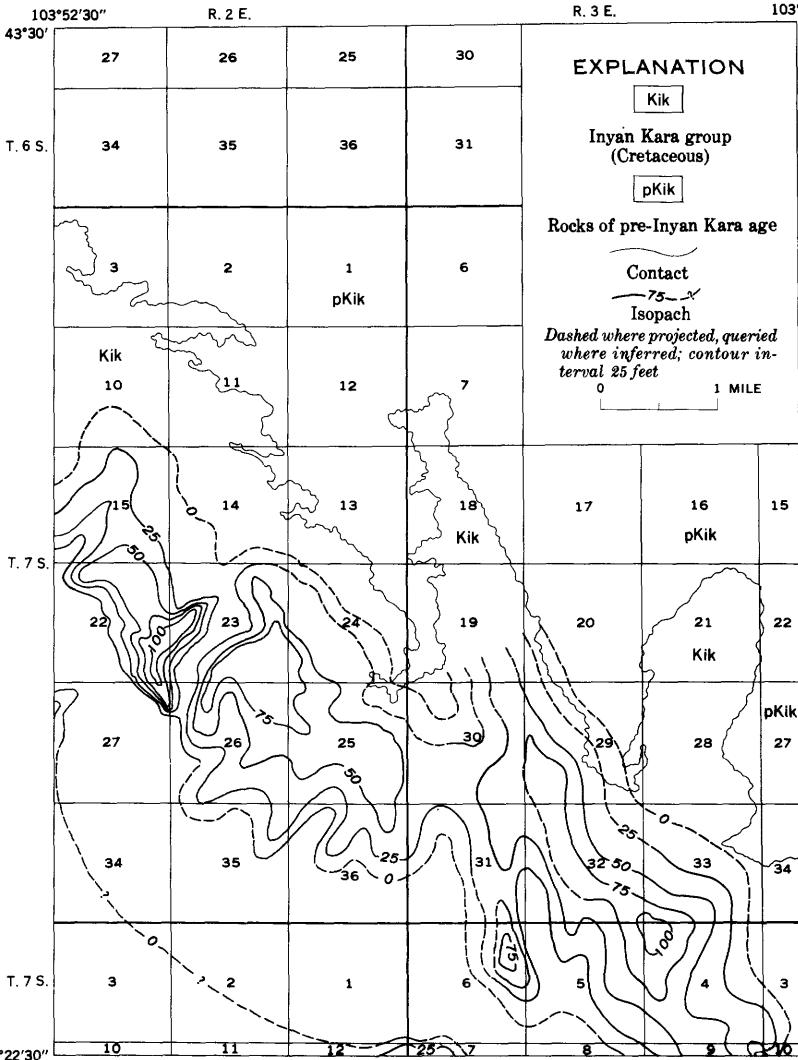 103°52'30"
R. 2 E.
R. 3 E.
103°
43°30'
27 26 25 30
EXPLANATION
Kik
Inyan Kara group
(Cretaceous)
pKik
Rocks of pre-Inyan Kara age
Contact
75
Isopach
Dashed where projected, queried
where inferred; contour in-
terval 25 feet
0 1 MILE
T. 6 S. 34 35 36 31
3 2 1 6
pKik
Kik
10 11 12 7
15 14 13 18 17 16 15
0
25
Kik
pKik
50
T. 7 S.
22 23 24 19 20 21 22
100
Kik
75
pKik
27 26 25 30 29 28 27
50
0
25
34 35 36 31 32 33 34
25
50
0
75
?
100
0
75
?
T. 7 S. 3 2 1 6 5 4 3
°22'30"
10 11 12 25 7 8 9 10